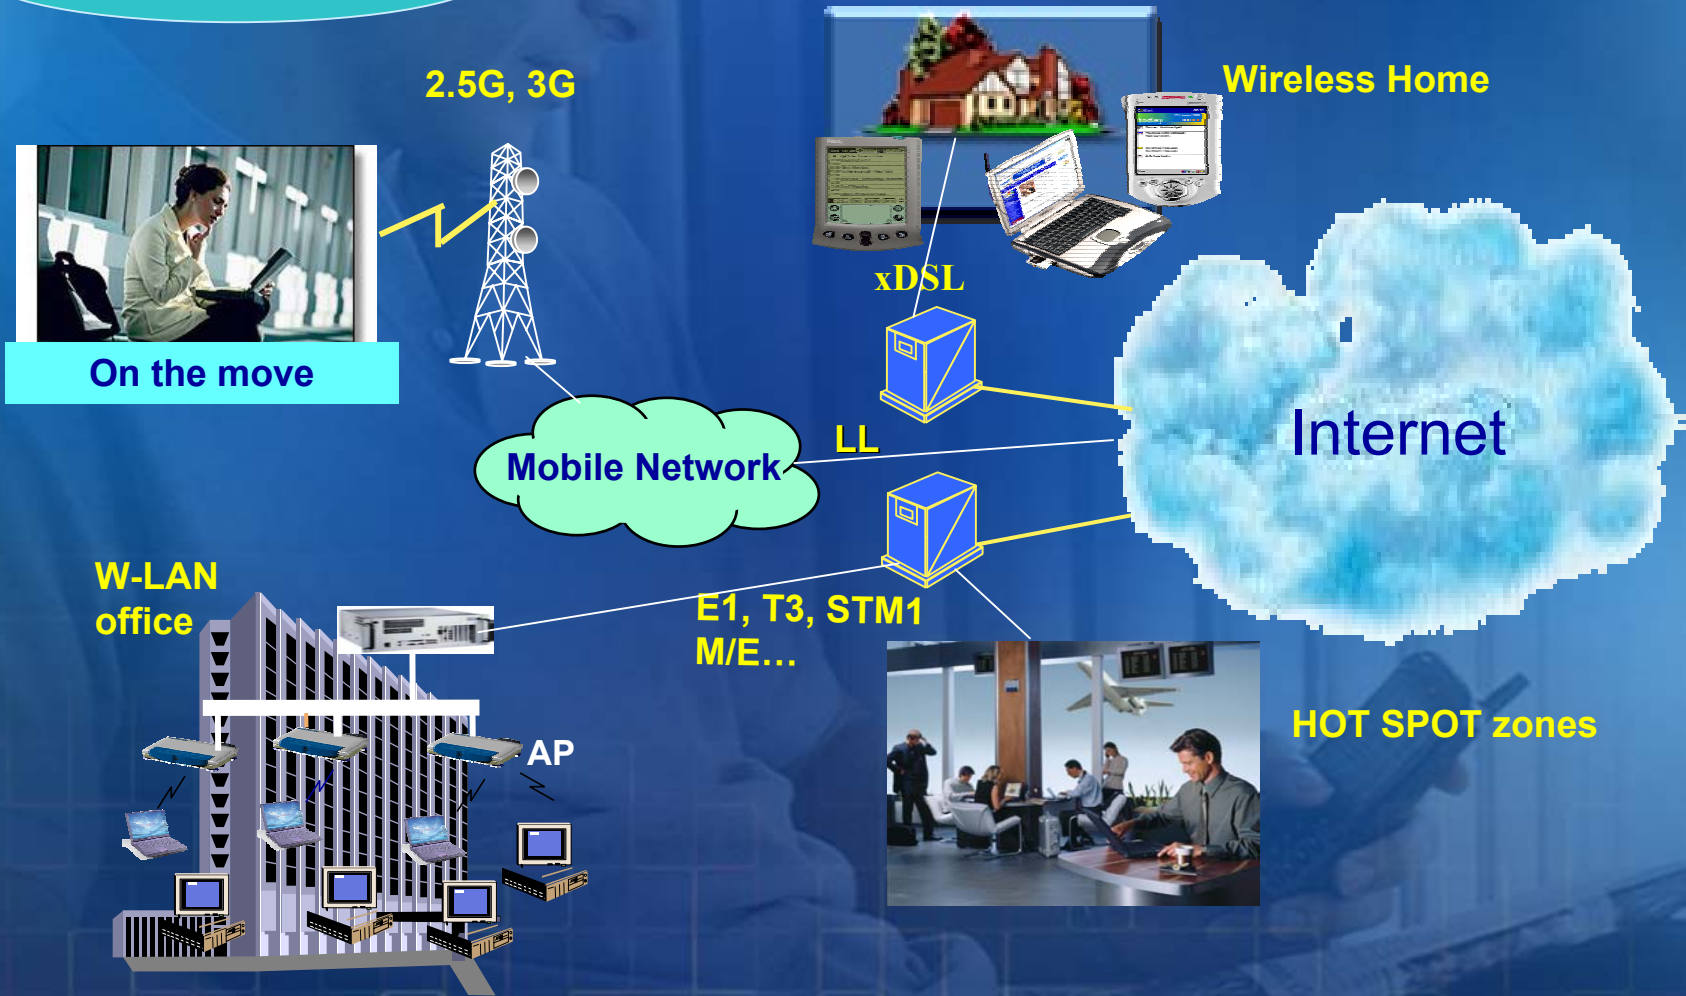 2.5G, 3G
Wireless Home
xDSL
On the move
Internet
LL
Mobile Network
W-LAN
office
E1, T3, STM1
M/E…
HOT SPOT zones
AP